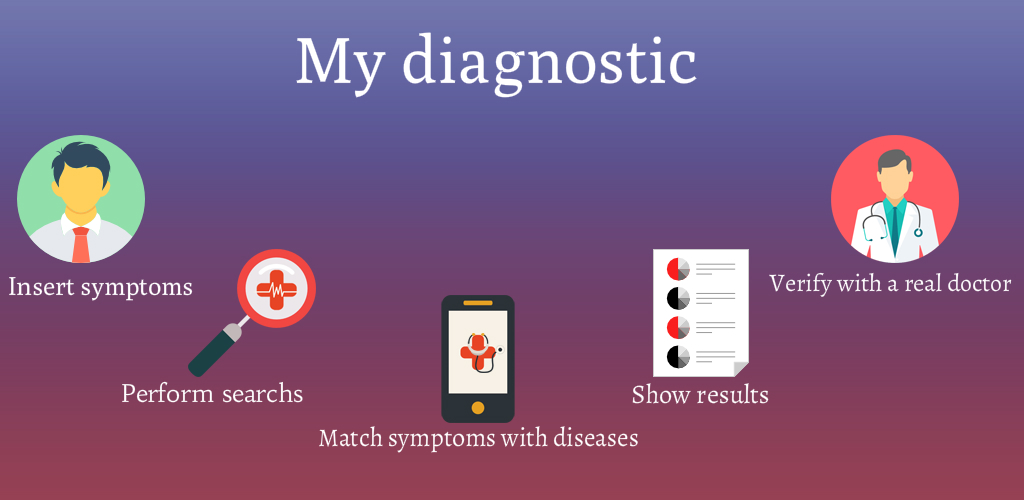 My diagnostic
Insert symptoms
Perform searchs
Match symptoms with diseases
Show results
Verify with a real doctor